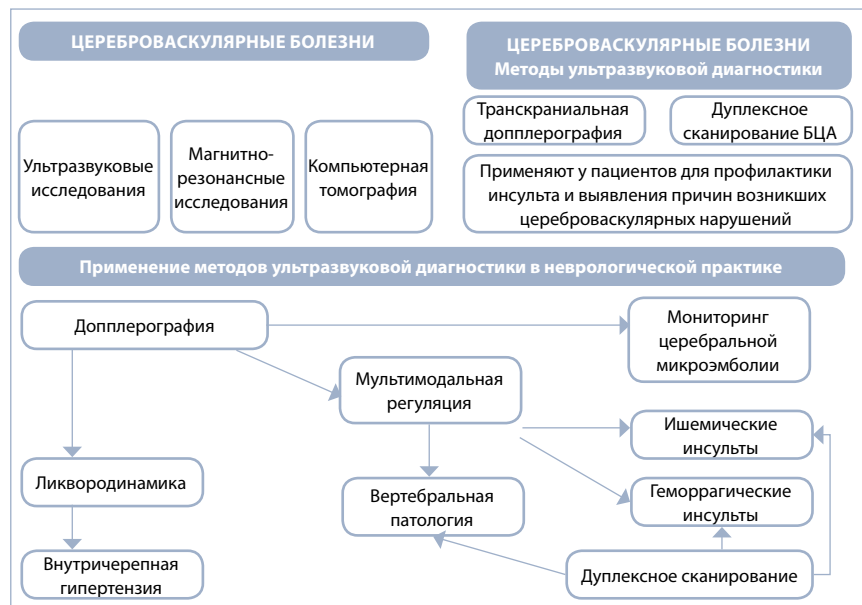 ЦЕРЕБРОВАСКУЛЯРНЫЕ БОЛЕЗНИ
Ультразвуковые
исследования
Магнитно-
резонансные
исследования
Компьютерная
томография
ЦЕРЕБРОВАСКУЛЯРНЫЕ БОЛЕЗНИ
Методы ультразвуковой диагностики
Транскраниальная
допплерография
Дуплексное
сканирование БЦА
Применяют у пациентов для профилактики
инсульта и выявления причин возникших
цереброваскулярных нарушений
Применение методов ультразвуковой диагностики в неврологической практике
Допплерография
Мониторинг
церебральной
микроэмболии
Мультимодальная
регуляция
Ишемические
инсульты
Ликвородинамика
Вертебральная
патология
Геморрагические
инсульты
Внутричерепная
гипертензия
Дуплексное сканирование